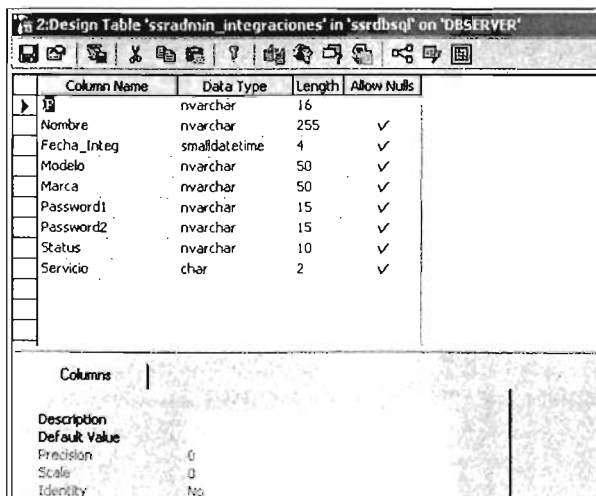 2:Design Table 'ssradmin_integraciones' in 'ssrdbsql' on 'DBSERVER'
Column Name Data Type Length Allow Nulls
IP nvarchar 16
Nombre nvarchar 255 ✓
Fecha_Integ smalldatetime 4 ✓
Modelo nvarchar 50 ✓
Marca nvarchar 50 ✓
Password1 nvarchar 15 ✓
Password2 nvarchar 15 ✓
Status nvarchar 10 ✓
Servicio char 2 ✓
Columns
Description
Default Value
Precision 0
Scale 0
Identity No